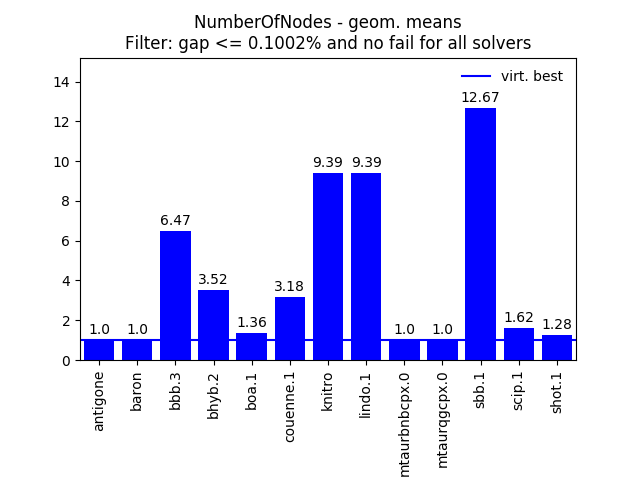 NumberOfNodes - geom. means
Filter: gap <= 0.1002% and no fail for all solvers
virt. best
14
12
10
8
6
4
2
0
1.0
1.0
6.47
3.52
1.36
3.18
9.39
9.39
1.0
1.0
12.67
1.62
1.28
antigone
baron
bbb.3
bhyb.2
boa.1
couenne.1
knitro
lindo.1
mtaurbnbcpx.0
mtaurqgcpx.0
sbb.1
scip.1
shot.1